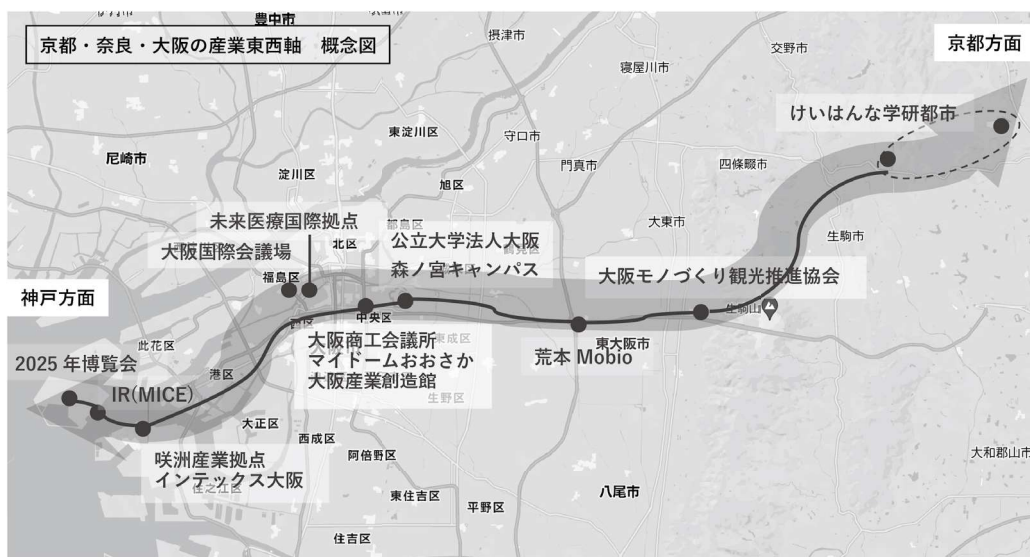 豊中市
京都・奈良・大阪の産業東西軸　概念図
摂津市
交野市
京都方面
寝屋川市
けいはんな学研都市
東淀川区
守口市
尼崎市
門真市
四條畷市
淀川区
旭区
未来医療国際拠点
都島区
大東市
大阪国際会議場
北区
公立大学法人大阪
生駒市
森ノ宮キャンパス
福島区
大阪モノづくり観光推進協会
神戸方面
生駒山
中央区
大阪商工会議所
マイドームおおさか
大阪産業創造館
東成区
東大阪市
此花区
荒本 Mobio
2025 年博覧会
港区
IR(MICE)
生野区
大正区
西成区
咲洲産業拠点
インテックス大阪
阿倍野区
大和郡山市
住之江区
東住吉区
八尾市
平野区
住吉区